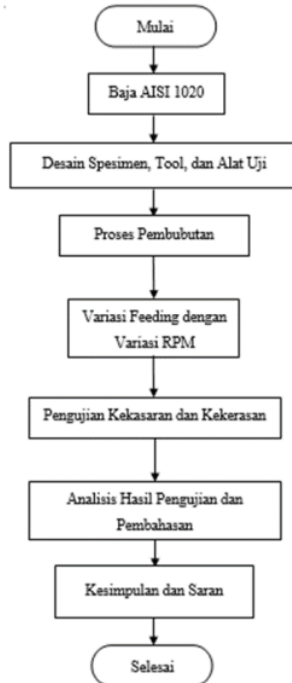 Mulai
Baja AISI 1020
Desain Spesimen, Tool, dan Alat Uji
Proses Pembubutan
Variasi Feeding dengan
Variasi RPM
Pengujian Kekasaran dan Kekerasan
Analisis Hasil Pengujian dan
Pembahasan
Kesimpulan dan Saran
Selesai